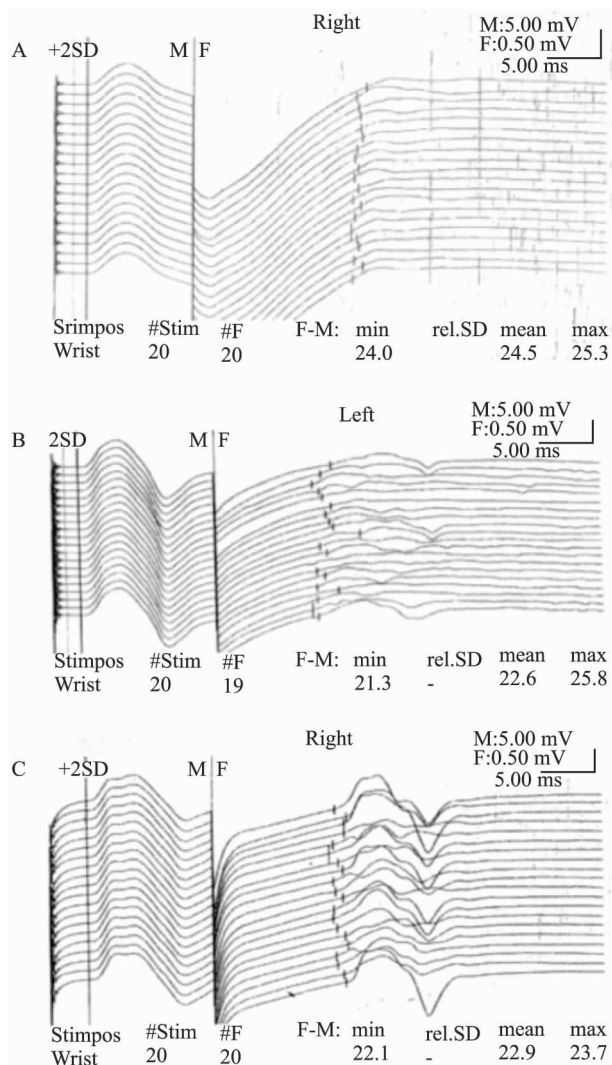 Right
A +2SD M F M:5.00 mV
F:0.50 mV
5.00 ms
Srimpos #Stim #F F-M: min rel.SD mean max
Wrist 20 20 24.0 24.5 25.3
Left
B 2SD M F M:5.00 mV
F:0.50 mV
5.00 ms
Stimpos #Stim #F F-M: min rel.SD mean max
Wrist 20 19 21.3 - 22.6 25.8
Right
C +2SD M F M:5.00 mV
F:0.50 mV
5.00 ms
Stimpos #Stim #F F-M: min rel.SD mean max
Wrist 20 20 22.1 - 22.9 23.7